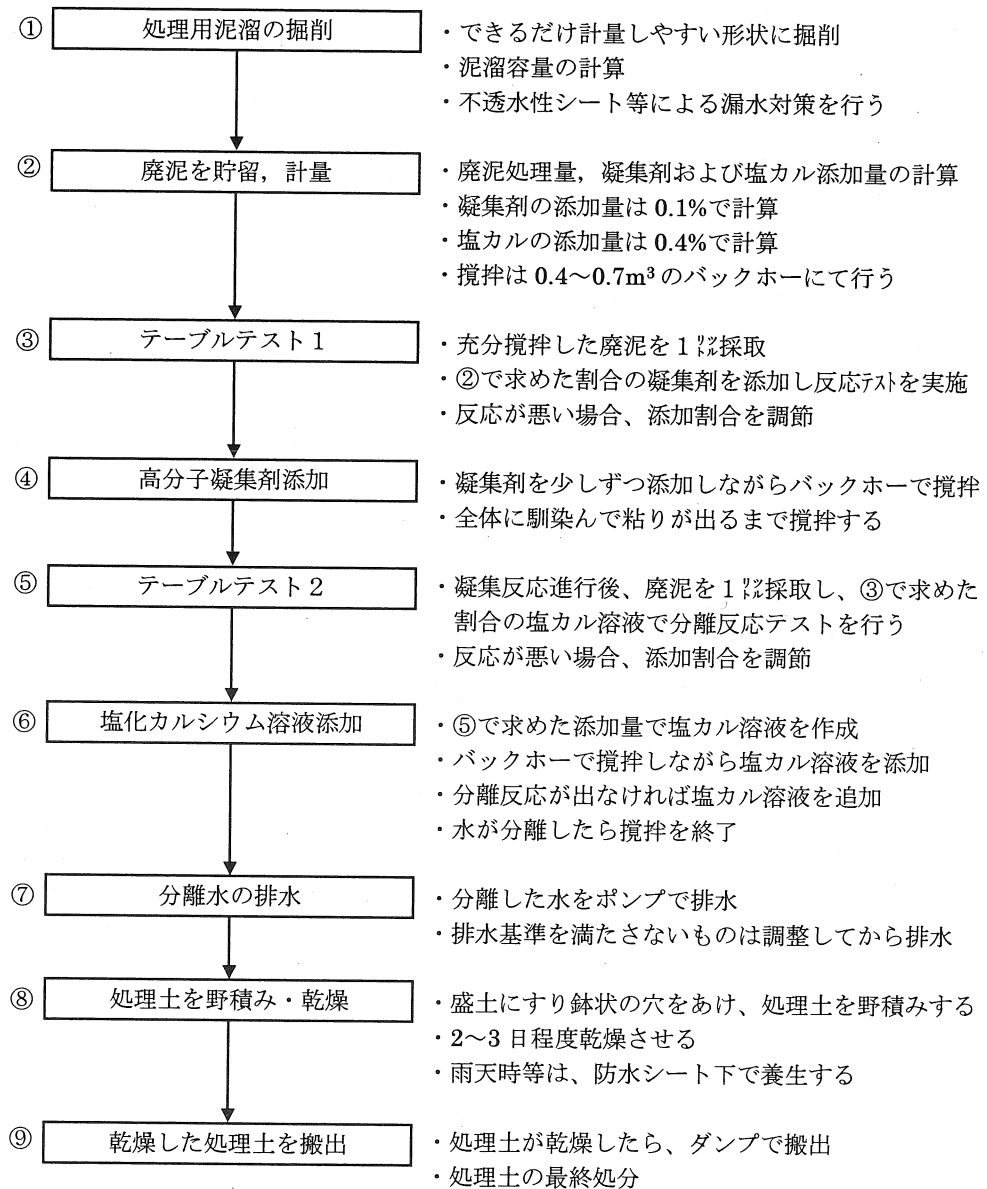 ① 処理用泥溜の掘削
・できるだけ計量しやすい形状に掘削
・泥溜容量の計算
・不透水性シート等による漏水対策を行う
② 廃泥を貯留，計量
・廃泥処理量，凝集剤および塩カル添加量の計算
・凝集剤の添加量は 0.1%で計算
・塩カルの添加量は 0.4%で計算
・撹拌は 0.4～0.7m³ のバックホーにて行う
③ テーブルテスト1
・充分撹拌した廃泥を1㍑採取
・②で求めた割合の凝集剤を添加し反応ﾃｽﾄを実施
・反応が悪い場合、添加割合を調節
④ 高分子凝集剤添加
・凝集剤を少しずつ添加しながらバックホーで撹拌
・全体に馴染んで粘りが出るまで撹拌する
⑤ テーブルテスト2
・凝集反応進行後、廃泥を1㍑採取し、③で求めた
割合の塩カル溶液で分離反応テストを行う
・反応が悪い場合、添加割合を調節
⑥ 塩化カルシウム溶液添加
・⑤で求めた添加量で塩カル溶液を作成
・バックホーで撹拌しながら塩カル溶液を添加
・分離反応が出なければ塩カル溶液を追加
・水が分離したら撹拌を終了
⑦ 分離水の排水
・分離した水をポンプで排水
・排水基準を満たさないものは調整してから排水
⑧ 処理土を野積み・乾燥
・盛土にすり鉢状の穴をあけ、処理土を野積みする
・2～3 日程度乾燥させる
・雨天時等は、防水シート下で養生する
⑨ 乾燥した処理土を搬出
・処理土が乾燥したら、ダンプで搬出
・処理土の最終処分